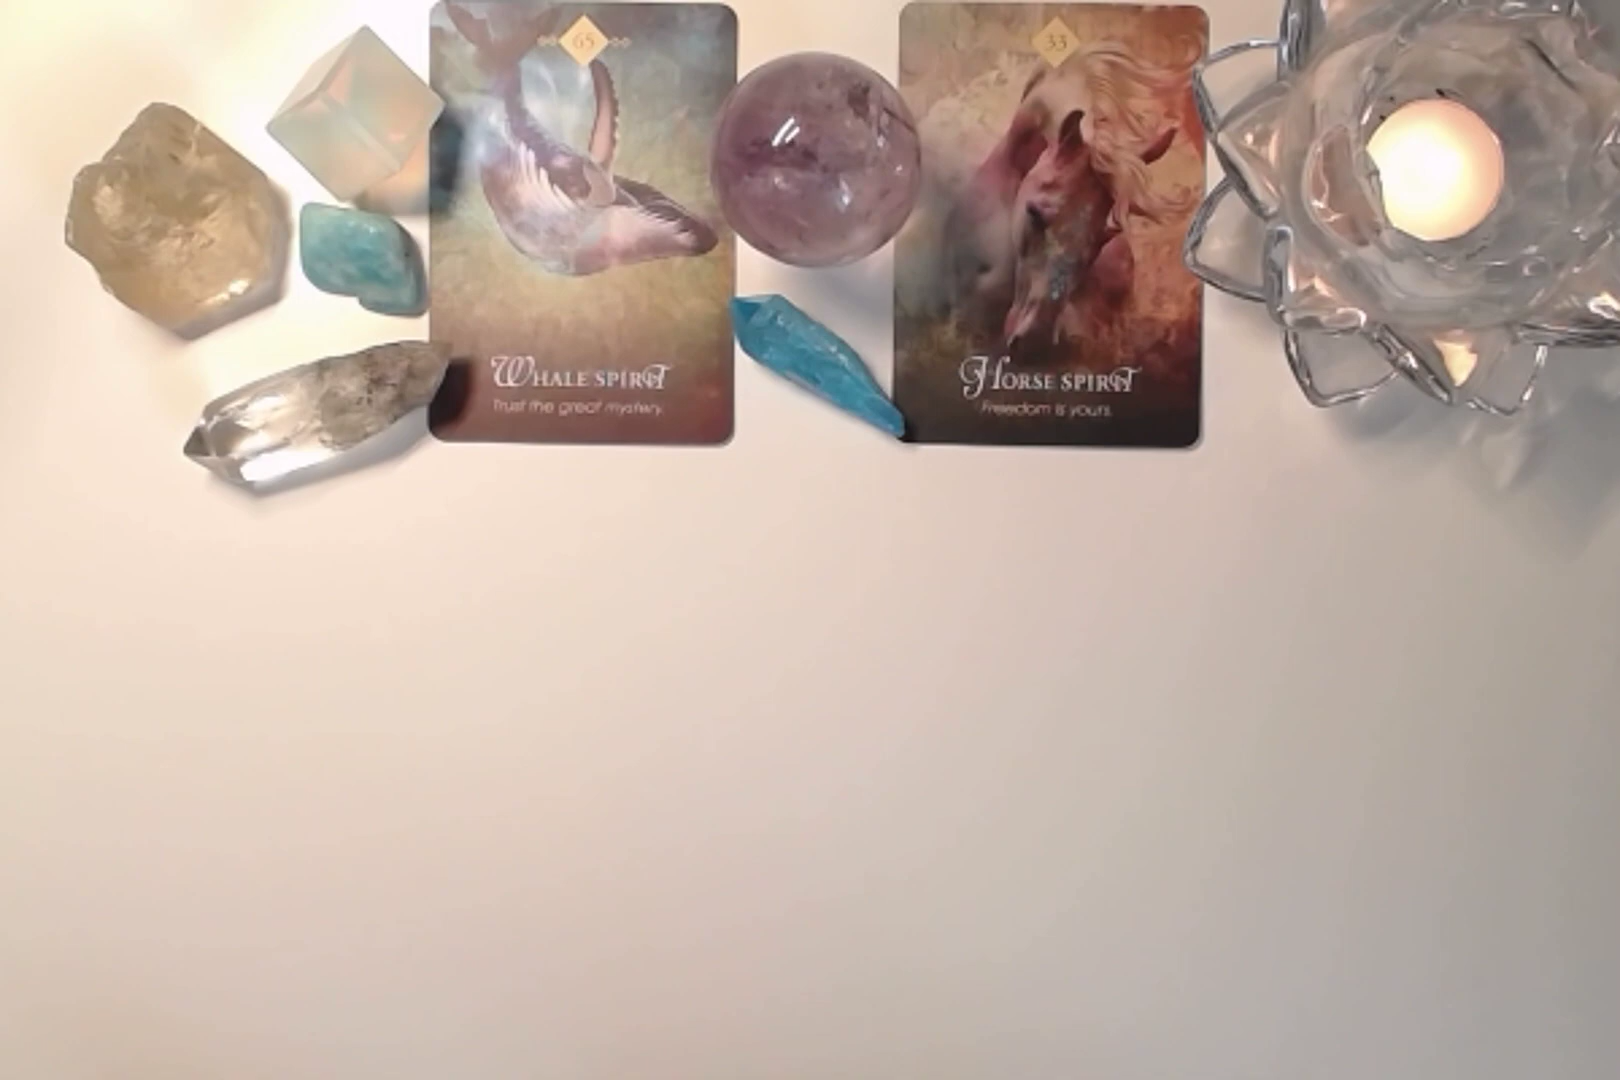 65
WHALE SPIRIT
Trust the great mystery.
33
HORSE SPIRIT
Freedom is yours.